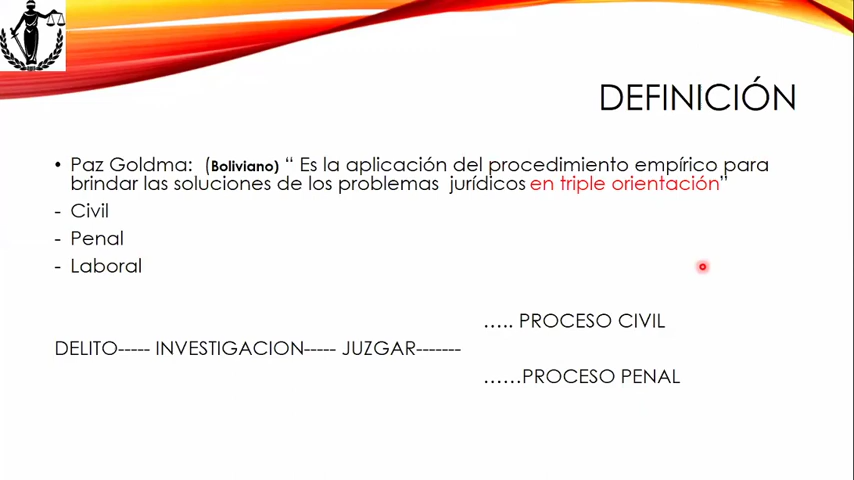 DEFINICIÓN
• Paz Goldma: (Boliviano) “ Es la aplicación del procedimiento empírico para
brindar las soluciones de los problemas jurídicos en triple orientación”
- Civil
- Penal
- Laboral
..... PROCESO CIVIL
DELITO----- INVESTIGACION----- JUZGAR-------
......PROCESO PENAL